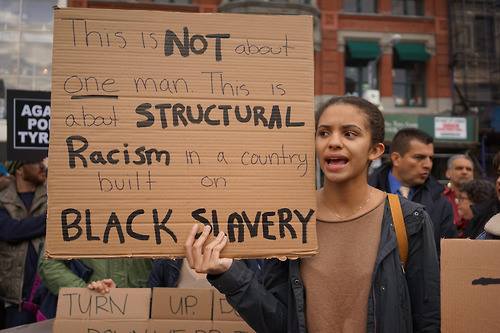 This is NOT about
one man. This is
about STRUCTURAL
Racism in a country
built on
BLACK SLAVERY
TURN UP.